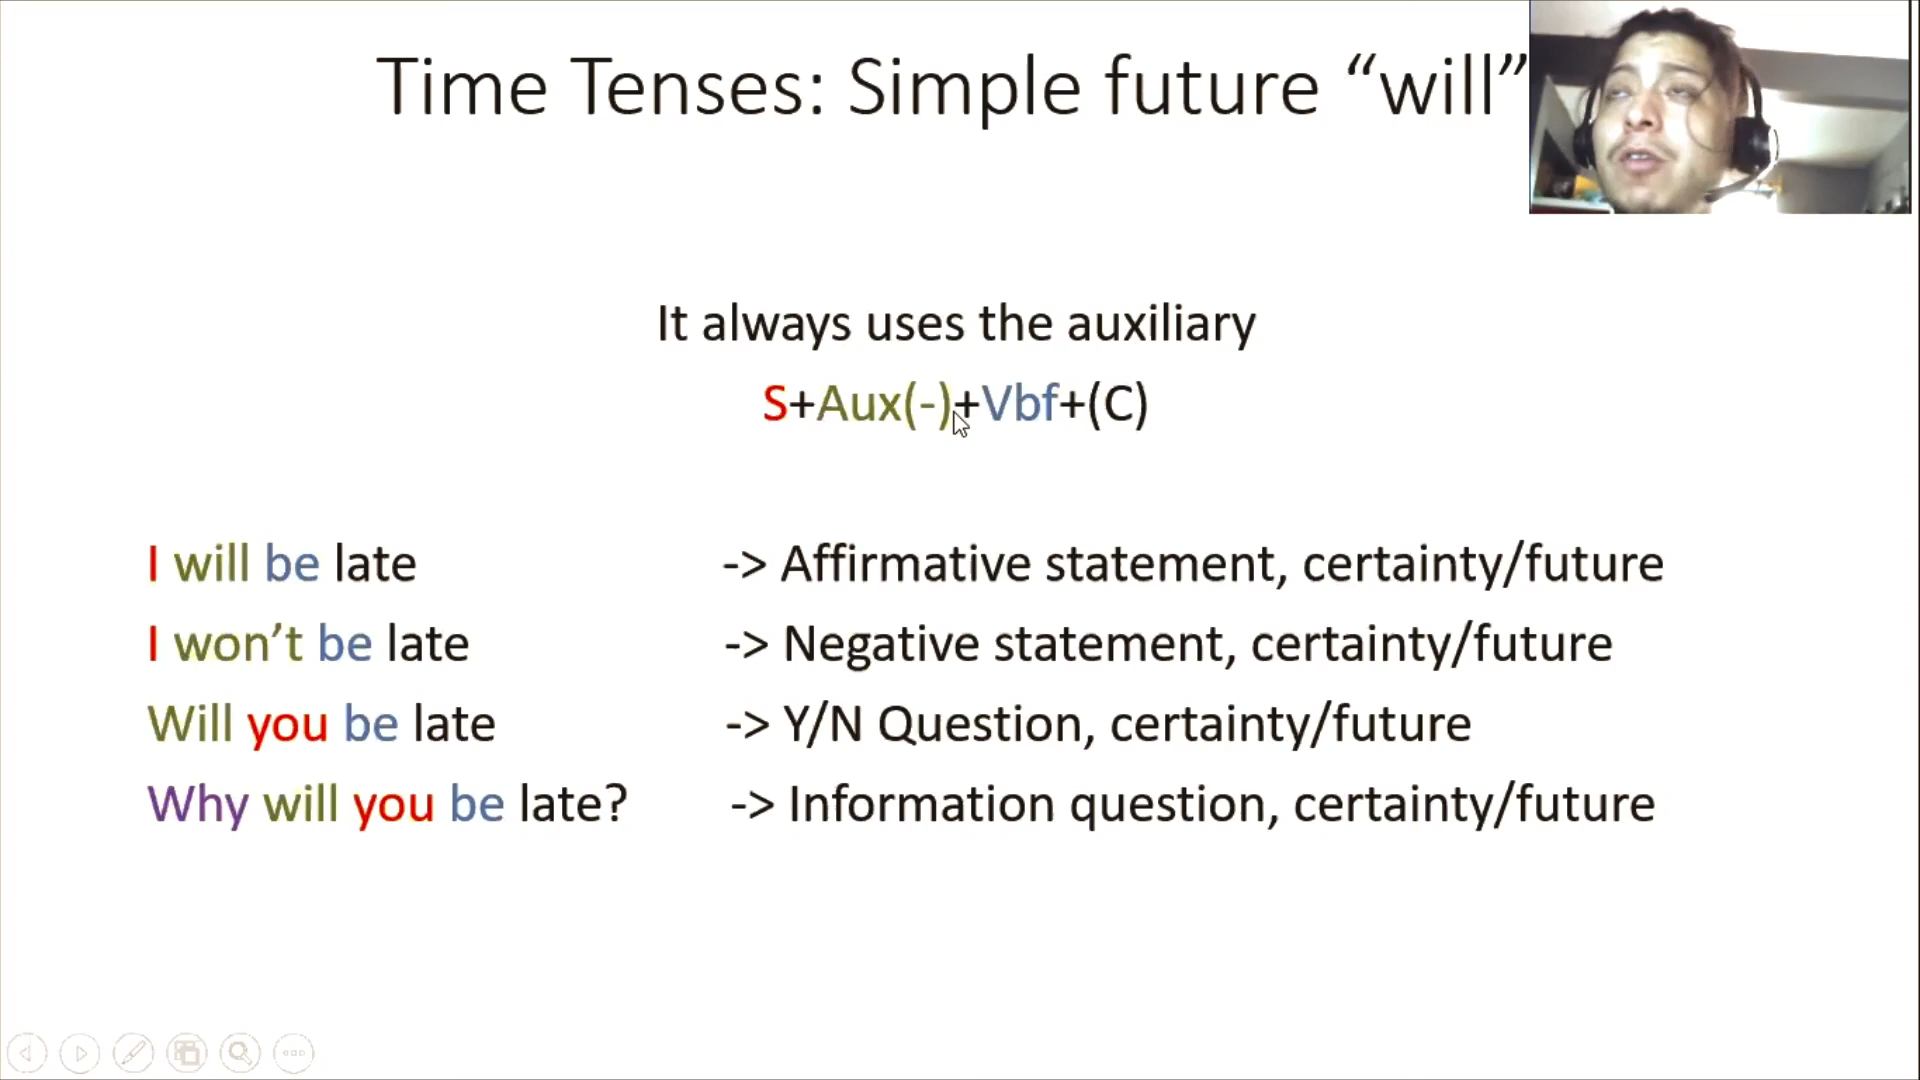 Time Tenses: Simple future “will”
It always uses the auxiliary
S+Aux(-)+Vbf+(C)
I will be late -> Affirmative statement, certainty/future
I won’t be late -> Negative statement, certainty/future
Will you be late -> Y/N Question, certainty/future
Why will you be late? -> Information question, certainty/future